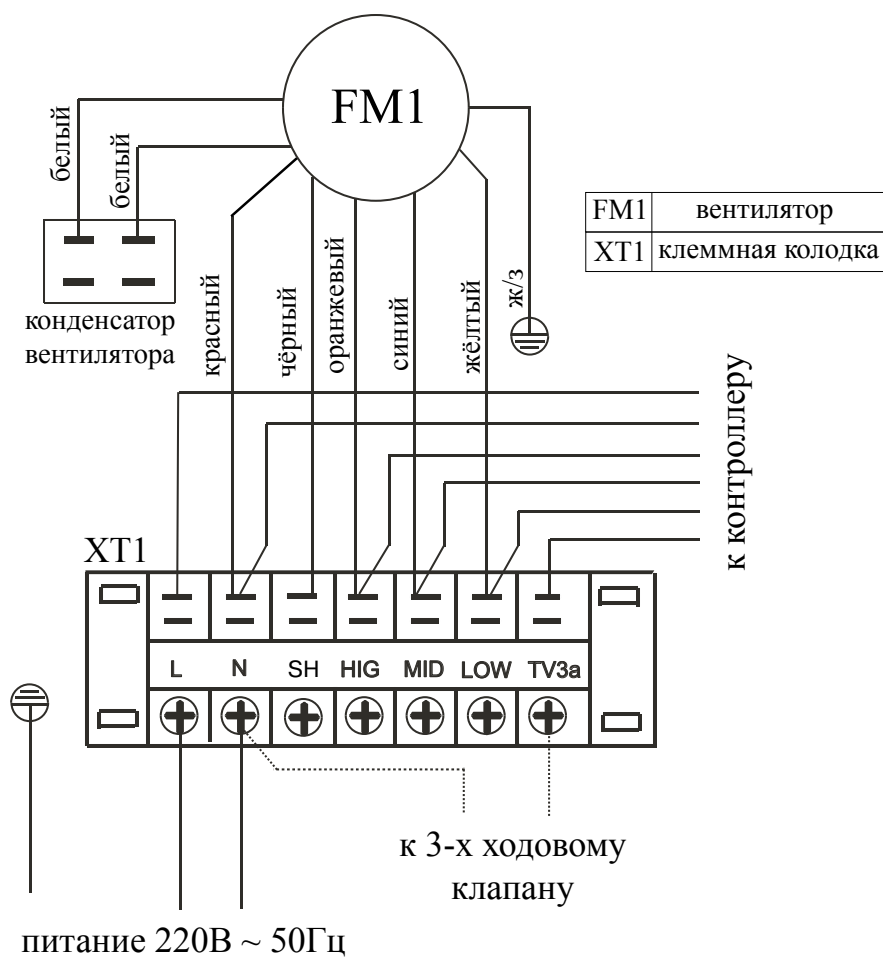 FM1
белый
белый
красный
чёрный
оранжевый
синий
жёлтый
ж/з
конденсатор
вентилятора
FM1 вентилятор
XT1 клеммная колодка
к контроллеру
XT1
L N SH HIG MID LOW TV3a
к 3-х ходовому
клапану
питание 220В ~ 50Гц